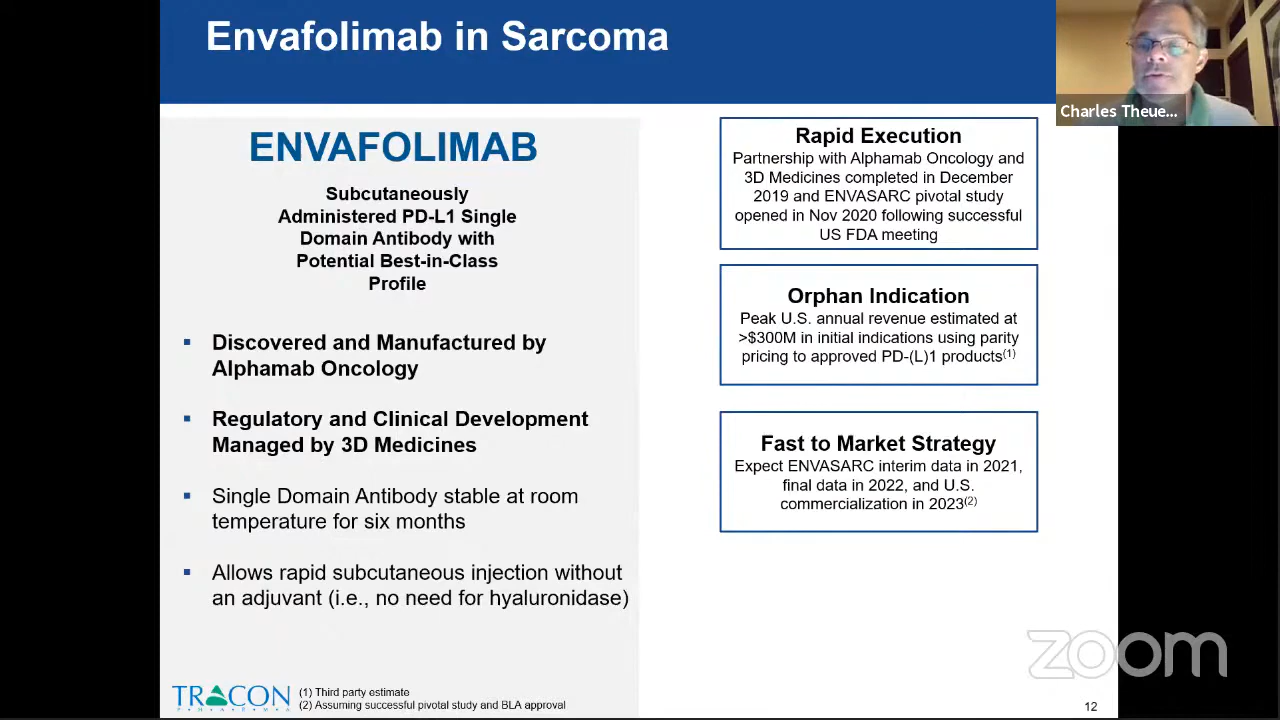 Envafolimab in Sarcoma
Charles Theue...
ENVAFOLIMAB
Subcutaneously
Administered PD-L1 Single
Domain Antibody with
Potential Best-in-Class
Profile
▪ Discovered and Manufactured by
Alphamab Oncology
▪ Regulatory and Clinical Development
Managed by 3D Medicines
▪ Single Domain Antibody stable at room
temperature for six months
▪ Allows rapid subcutaneous injection without
an adjuvant (i.e., no need for hyaluronidase)
Rapid Execution
Partnership with Alphamab Oncology and
3D Medicines completed in December
2019 and ENVASARC pivotal study
opened in Nov 2020 following successful
US FDA meeting
Orphan Indication
Peak U.S. annual revenue estimated at
>$300M in initial indications using parity
pricing to approved PD-(L)1 products(1)
Fast to Market Strategy
Expect ENVASARC interim data in 2021,
final data in 2022, and U.S.
commercialization in 2023(2)
TRACON
PHARMA
(1) Third party estimate
(2) Assuming successful pivotal study and BLA approval
zoom
12